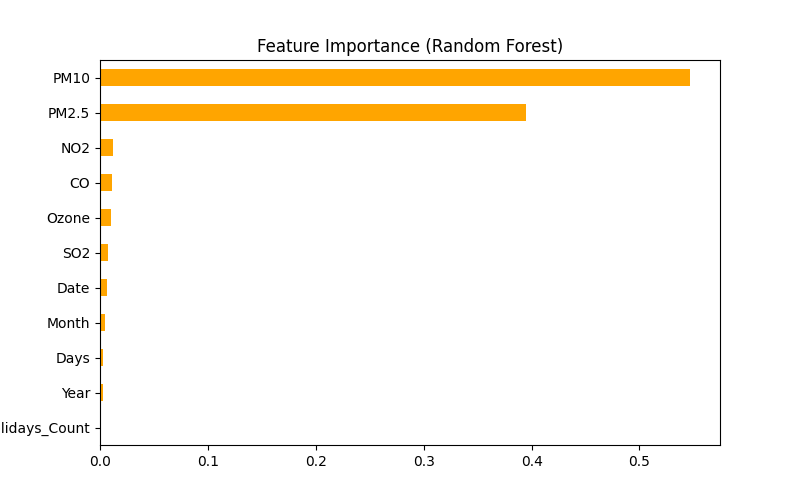 Feature Importance (Random Forest)
PM10
PM2.5
NO2
CO
Ozone
SO2
Date
Month
Days
Year
lidays_Count
0.0 0.1 0.2 0.3 0.4 0.5